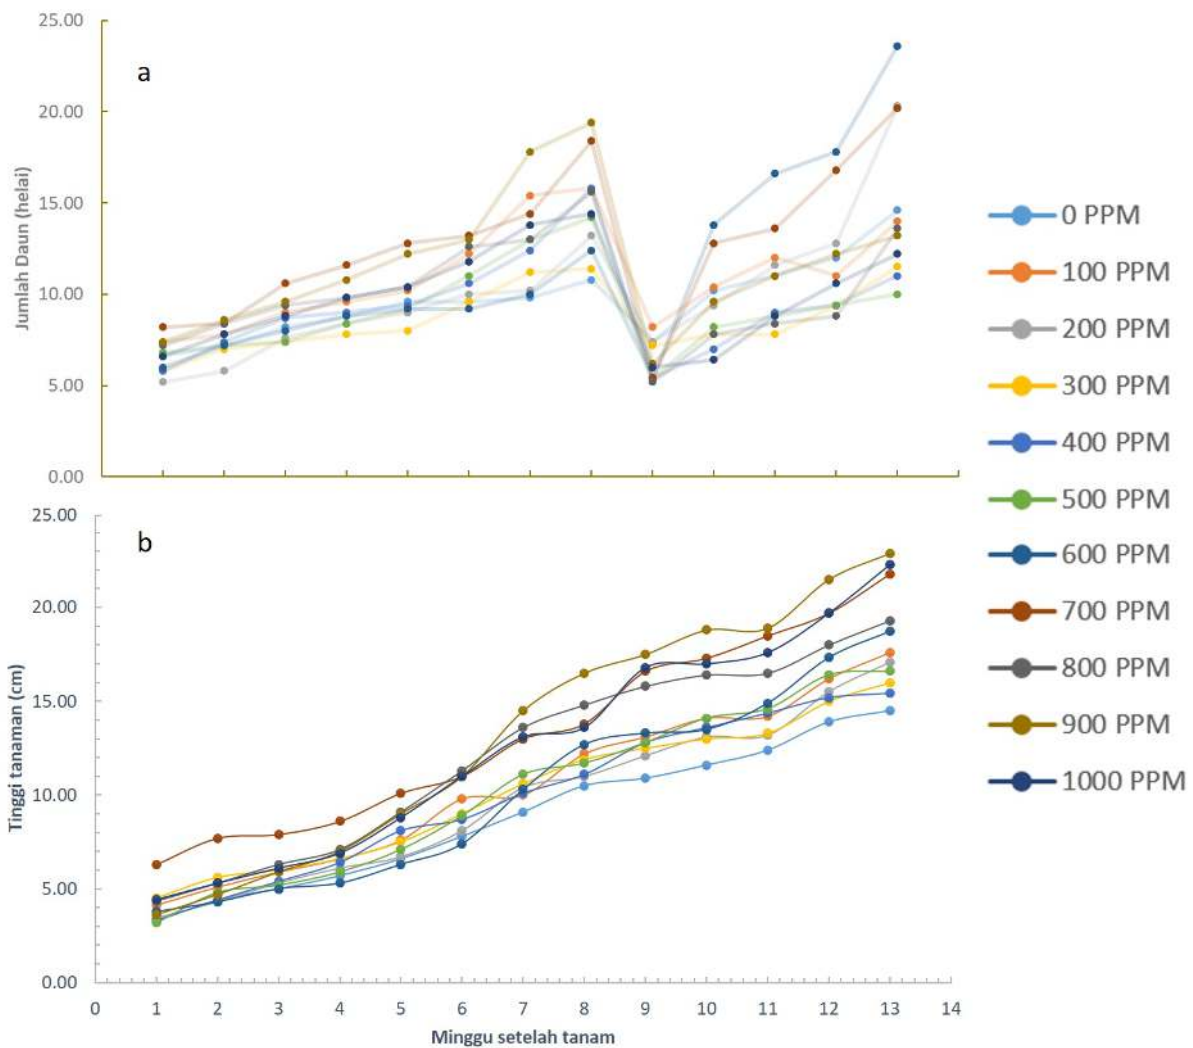 25.00
a
20.00
15.00
10.00
5.00
0.00
Jumlah Daun (helai)
25.00
b
20.00
15.00
10.00
5.00
0.00
Tinggi tanaman (cm)
0 1 2 3 4 5 6 7 8 9 10 11 12 13 14
Minggu setelah tanam
0 PPM
100 PPM
200 PPM
300 PPM
400 PPM
500 PPM
600 PPM
700 PPM
800 PPM
900 PPM
1000 PPM